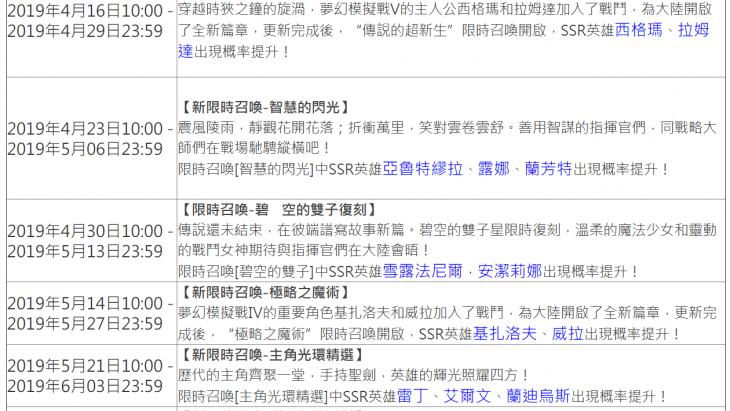 2019年4月16日10:00 -
2019年4月29日23:59
穿越時狹之鐘的旋渦，夢幻模擬戰V的主人公西格瑪和拉姆達加入了戰鬥，為大陸開啟
了全新篇章，更新完成後，“傳說的超新生”限時召喚開啟，SSR英雄西格瑪、拉姆
達出現概率提升！
2019年4月23日10:00 -
2019年5月06日23:59
【新限時召喚-智慧的閃光】
震風陵雨，靜觀花開花落；折衝萬里，笑對雲卷雲舒。善用智謀的指揮官們，同戰略大
師們在戰場馳騁縱橫吧！
限時召喚[智慧的閃光]中SSR英雄亞魯特繆拉、露娜、蘭芳特出現概率提升！
2019年4月30日10:00 -
2019年5月13日23:59
【限時召喚-碧　空的雙子復刻】
傳說還未結束，在彼端譜寫故事新篇。碧空的雙子星限時復刻，溫柔的魔法少女和靈動
的戰鬥女神期待與指揮官們在大陸會晤！
限時召喚[碧空的雙子]中SSR英雄雪露法尼爾，安潔莉娜出現概率提升！
2019年5月14日10:00 -
2019年5月27日23:59
【新限時召喚-極略之魔術】
夢幻模擬戰IV的重要角色基扎洛夫和威拉加入了戰鬥，為大陸開啟了全新篇章，更新完
成後，“極略之魔術”限時召喚開啟，SSR英雄基扎洛夫、威拉出現概率提升！
2019年5月21日10:00 -
2019年6月03日23:59
【新限時召喚-主角光環精選】
歷代的主角齊聚一堂，手持聖劍，英雄的輝光照耀四方！
限時召喚[主角光環精選]中SSR英雄雷丁、艾爾文、蘭迪烏斯出現概率提升！